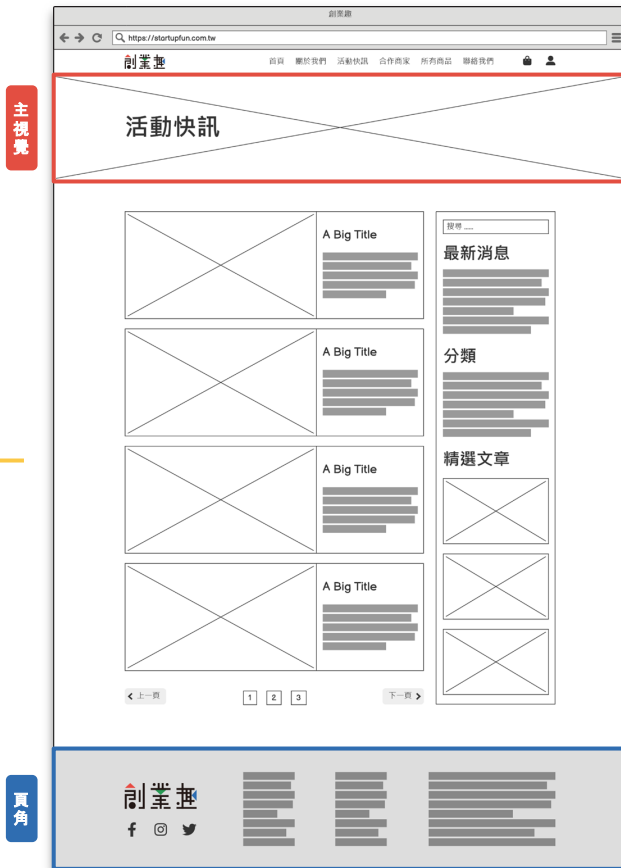 創業趣
https://startupfun.com.tw
創業趣
首頁 關於我們 活動快訊 合作商家 所有商品 聯絡我們
主視覺
活動快訊
A Big Title
A Big Title
A Big Title
A Big Title
搜尋 ....
最新消息
分類
精選文章
上一頁
1 2 3
下一頁
頁角
創業趣